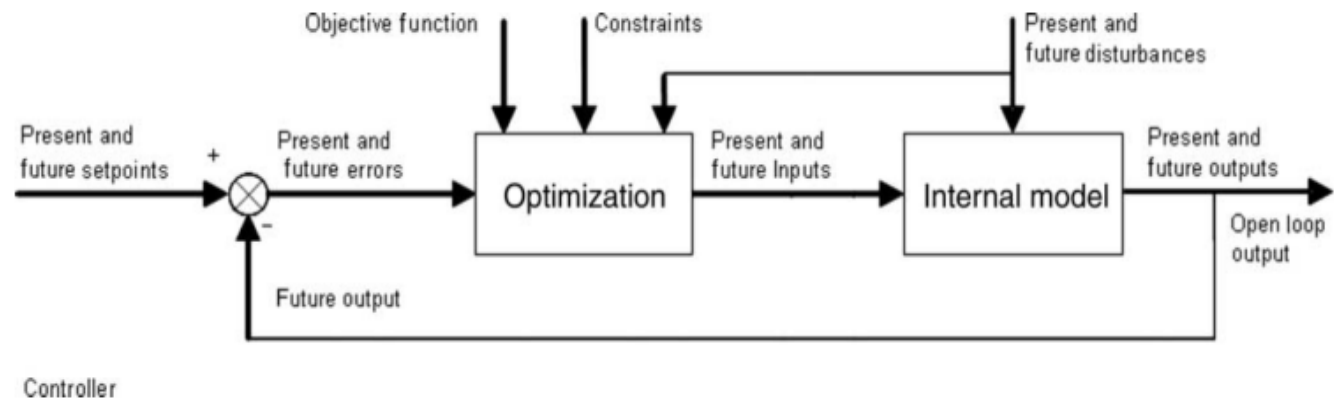 Objective function
Constraints
Present and
future disturbances
Present and
future setpoints
+
Present and
future errors
Optimization
Present and
future Inputs
Internal model
Present and
future outputs
-
Open loop
output
Future output
Controller